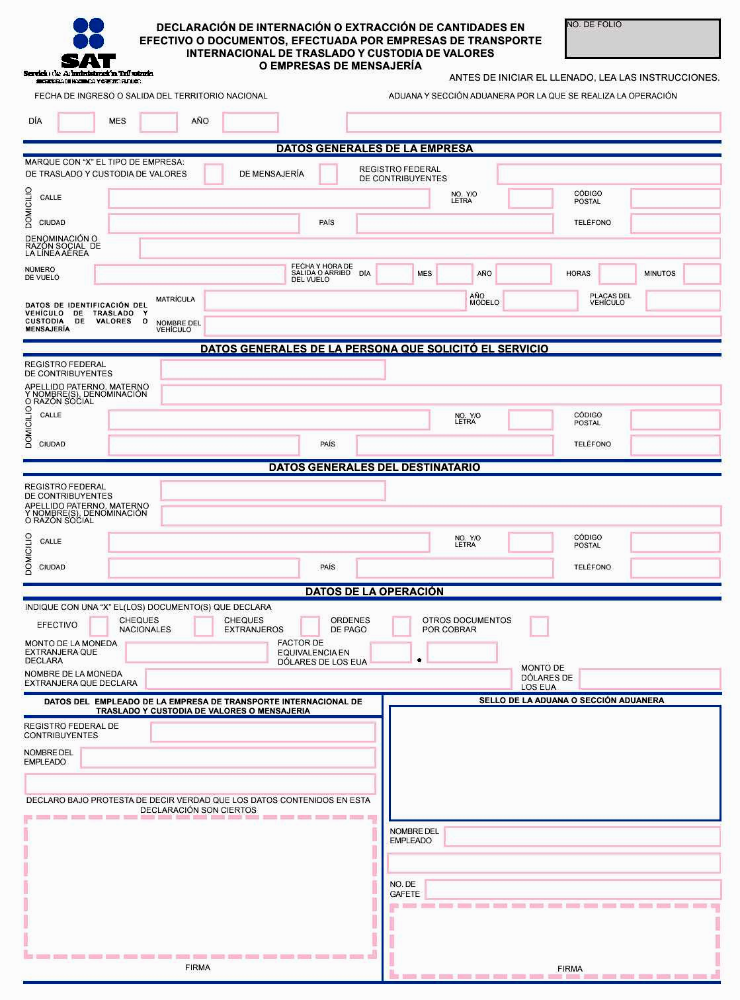 DECLARACIÓN DE INTERNACIÓN O EXTRACCIÓN DE CANTIDADES EN
EFECTIVO O DOCUMENTOS, EFECTUADA POR EMPRESAS DE TRANSPORTE
INTERNACIONAL DE TRASLADO Y CUSTODIA DE VALORES
O EMPRESAS DE MENSAJERÍA
NO. DE FOLIO
SAT
Servicio de Administración Tributaria
SECRETARIA DE HACIENDA Y CREDITO PUBLICO
ANTES DE INICIAR EL LLENADO, LEA LAS INSTRUCCIONES.
FECHA DE INGRESO O SALIDA DEL TERRITORIO NACIONAL
ADUANA Y SECCIÓN ADUANERA POR LA QUE SE REALIZA LA OPERACIÓN
DÍA MES AÑO
DATOS GENERALES DE LA EMPRESA
MARQUE CON “X” EL TIPO DE EMPRESA:
DE TRASLADO Y CUSTODIA DE VALORES
DE MENSAJERÍA
REGISTRO FEDERAL
DE CONTRIBUYENTES
DOMICILIO
CALLE
NO. Y/O
LETRA
CÓDIGO
POSTAL
CIUDAD
PAÍS
TELÉFONO
DENOMINACIÓN O
RAZÓN SOCIAL DE
LA LÍNEA AÉREA
NÚMERO
DE VUELO
FECHA Y HORA DE
SALIDA O ARRIBO
DEL VUELO
DÍA MES AÑO HORAS MINUTOS
DATOS DE IDENTIFICACIÓN DEL
VEHÍCULO DE TRASLADO Y
CUSTODIA DE VALORES O
MENSAJERÍA
MATRÍCULA
AÑO
MODELO
PLACAS DEL
VEHÍCULO
NOMBRE DEL
VEHÍCULO
DATOS GENERALES DE LA PERSONA QUE SOLICITÓ EL SERVICIO
REGISTRO FEDERAL
DE CONTRIBUYENTES
APELLIDO PATERNO, MATERNO
Y NOMBRE(S), DENOMINACIÓN
O RAZÓN SOCIAL
DOMICILIO
CALLE
NO. Y/O
LETRA
CÓDIGO
POSTAL
CIUDAD
PAÍS
TELÉFONO
DATOS GENERALES DEL DESTINATARIO
REGISTRO FEDERAL
DE CONTRIBUYENTES
APELLIDO PATERNO, MATERNO
Y NOMBRE(S), DENOMINACIÓN
O RAZÓN SOCIAL
DOMICILIO
CALLE
NO. Y/O
LETRA
CÓDIGO
POSTAL
CIUDAD
PAÍS
TELÉFONO
DATOS DE LA OPERACIÓN
INDIQUE CON UNA “X” EL(LOS) DOCUMENTO(S) QUE DECLARA
EFECTIVO
CHEQUES
NACIONALES
CHEQUES
EXTRANJEROS
ORDENES
DE PAGO
OTROS DOCUMENTOS
POR COBRAR
MONTO DE LA MONEDA
EXTRANJERA QUE
DECLARA
FACTOR DE
EQUIVALENCIA EN
DÓLARES DE LOS EUA
.
NOMBRE DE LA MONEDA
EXTRANJERA QUE DECLARA
MONTO DE
DÓLARES DE
LOS EUA
DATOS DEL EMPLEADO DE LA EMPRESA DE TRANSPORTE INTERNACIONAL DE
TRASLADO Y CUSTODIA DE VALORES O MENSAJERIA
REGISTRO FEDERAL DE
CONTRIBUYENTES
NOMBRE DEL
EMPLEADO
DECLARO BAJO PROTESTA DE DECIR VERDAD QUE LOS DATOS CONTENIDOS EN ESTA
DECLARACIÓN SON CIERTOS
FIRMA
SELLO DE LA ADUANA O SECCIÓN ADUANERA
NOMBRE DEL
EMPLEADO
NO. DE
GAFETE
FIRMA